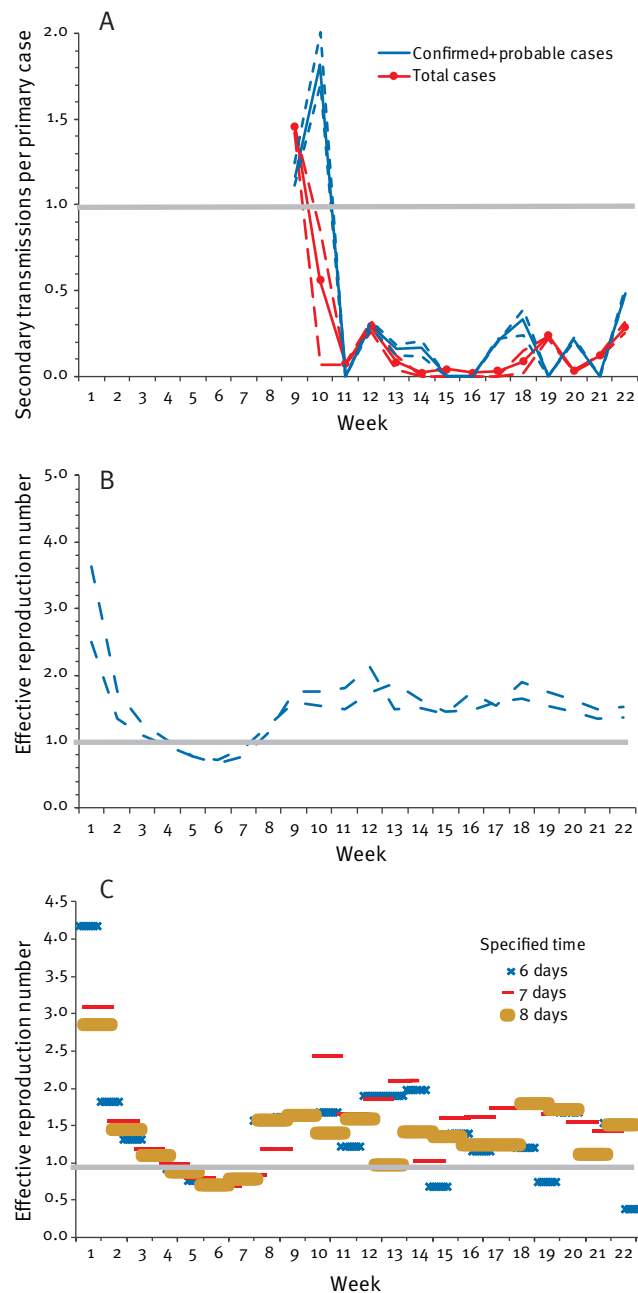 A
Secondary transmissions per primary case
2.0
1.5
1.0
0.5
0.0
Confirmed+probable cases
Total cases
1 2 3 4 5 6 7 8 9 10 11 12 13 14 15 16 17 18 19 20 21 22
Week
B
Effective reproduction number
5.0
4.0
3.0
2.0
1.0
0.0
1 2 3 4 5 6 7 8 9 10 11 12 13 14 15 16 17 18 19 20 21 22
Week
C
Effective reproduction number
4.5
4.0
3.5
3.0
2.5
2.0
1.5
1.0
0.5
0.0
Specified time
6 days
7 days
8 days
1 2 3 4 5 6 7 8 9 10 11 12 13 14 15 16 17 18 19 20 21 22
Week